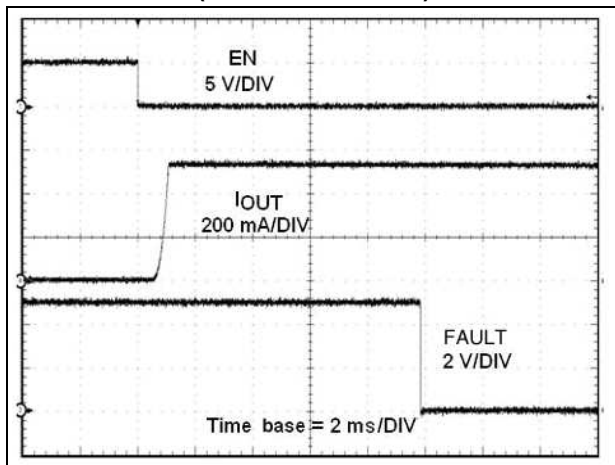 EN
5 V/DIV
IOUT
200 mA/DIV
FAULT
2 V/DIV
Time base = 2 ms/DIV